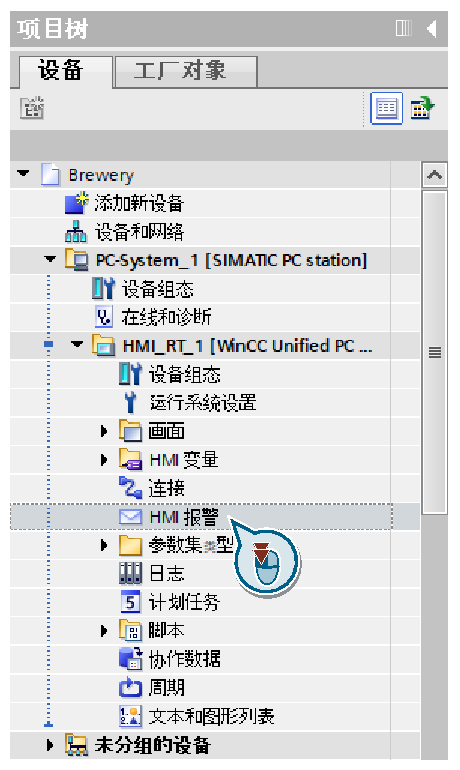 项目树
设备
工厂对象
Brewery
添加新设备
设备和网络
PC-System_1 [SIMATIC PC station]
设备组态
在线和诊断
HMI_RT_1 [WinCC Unified PC ...
设备组态
运行系统设置
画面
HMI 变量
连接
HMI 报警
参数集类型
日志
计划任务
脚本
协作数据
周期
文本和图形列表
未分组的设备